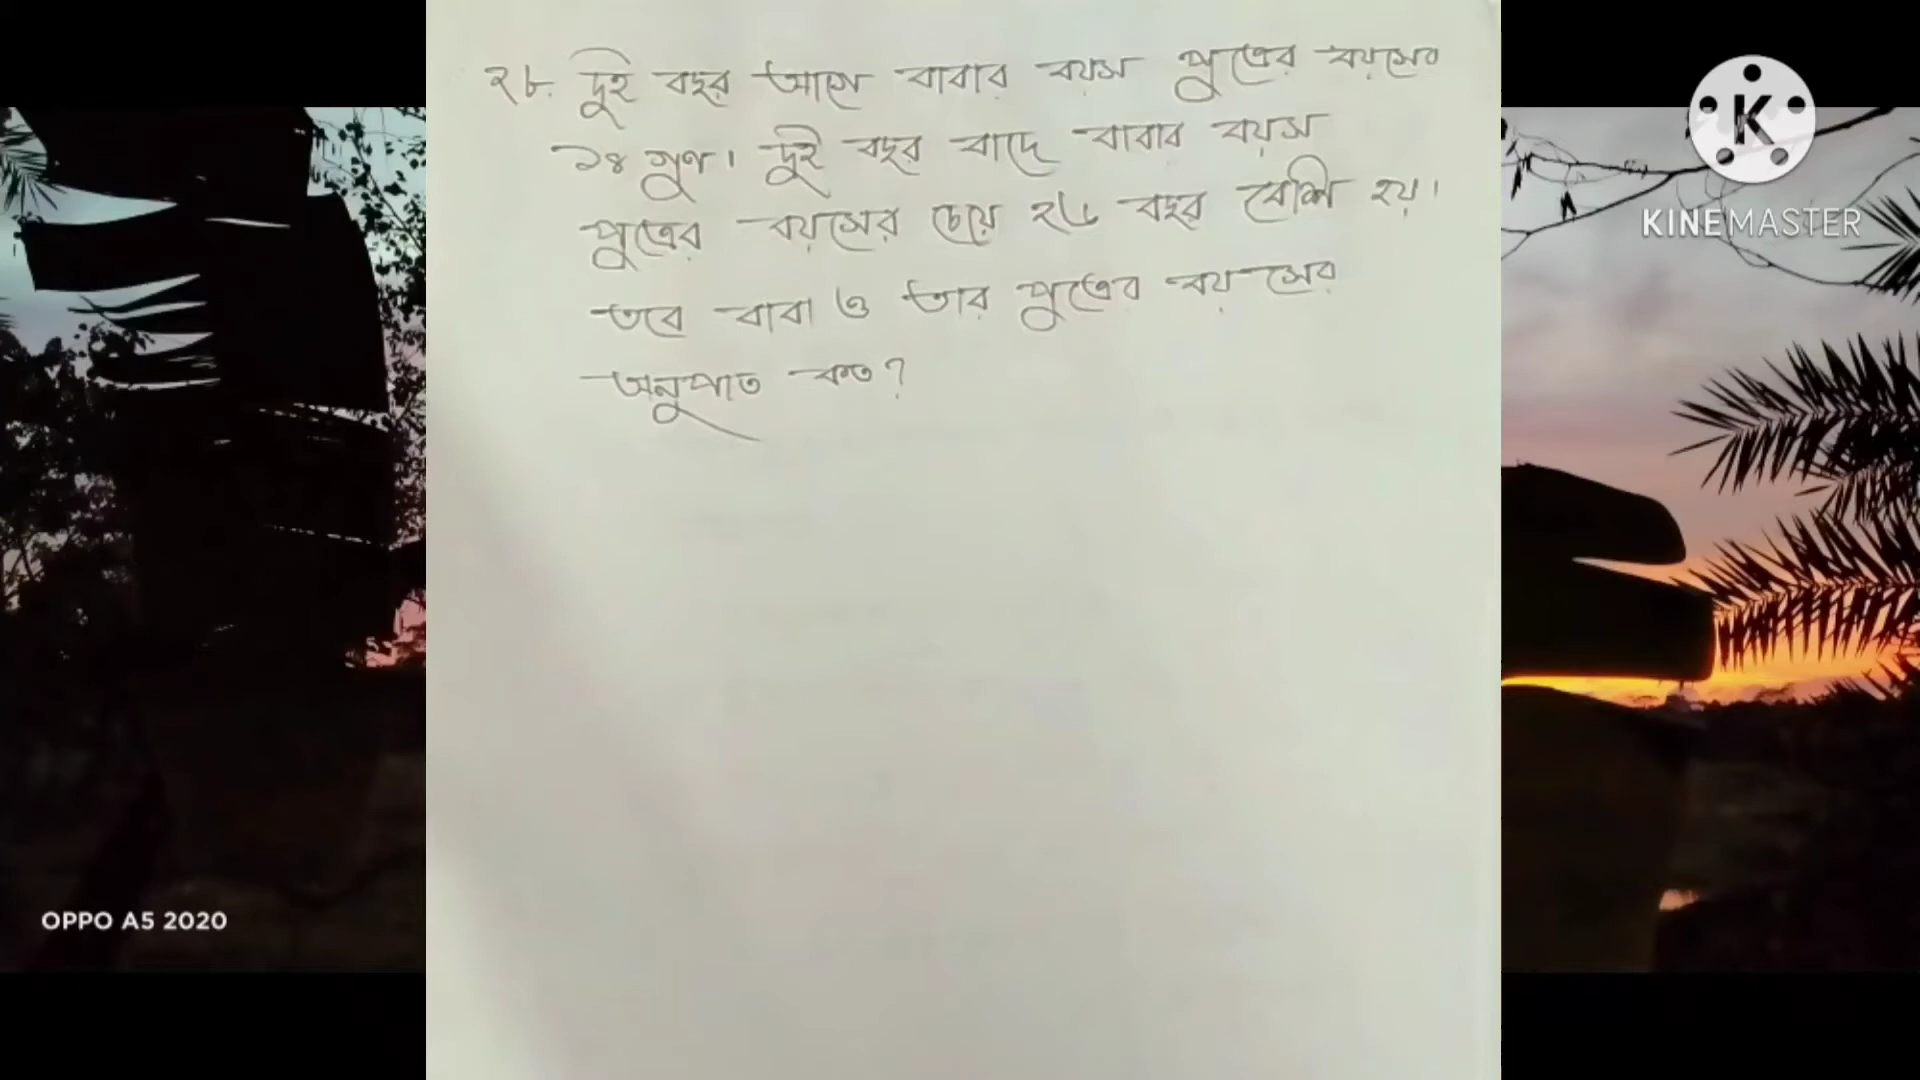 ২৮. দুই বছর আগে বাবার বয়স পুত্রের বয়সের
১৪ গুণ। দুই বছর বাদে বাবার বয়স
পুত্রের বয়সের চেয়ে ২৬ বছর বেশি হয়।
তবে বাবা ও তার পুত্রের বয়সের
অনুপাত কত?
K
KINEMASTER
OPPO A5 2020